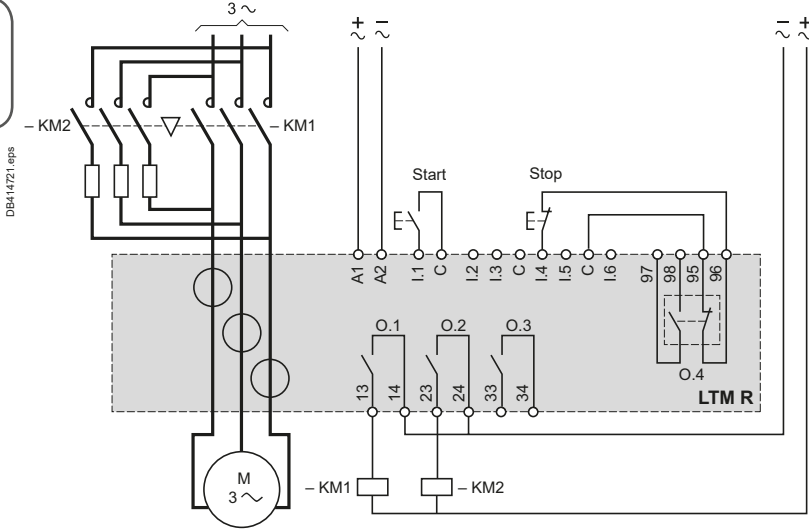 3 ~
+ −
~ ~
− +
~ ~
– KM2
– KM1
DB414721.eps
Start
Stop
A1
A2
I.1
C
I.2
I.3
C
I.4
I.5
C
I.6
97
98
95
96
O.1
O.2
O.3
O.4
13
14
23
24
33
34
LTM R
M
3 ~
– KM1
– KM2